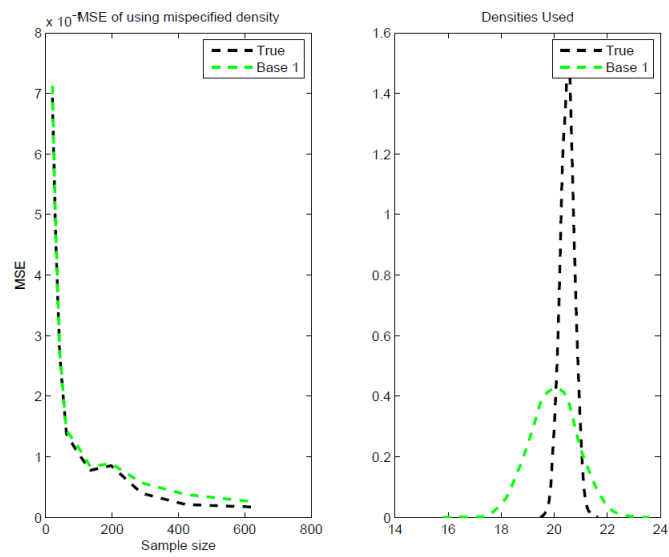 x 10⁻⁵ MSE of using mispecified density
8
7
6
5
4
3
2
1
0
MSE
0 200 400 600 800
Sample size
True
Base 1
Densities Used
1.6
1.4
1.2
1
0.8
0.6
0.4
0.2
0
14 16 18 20 22 24
True
Base 1